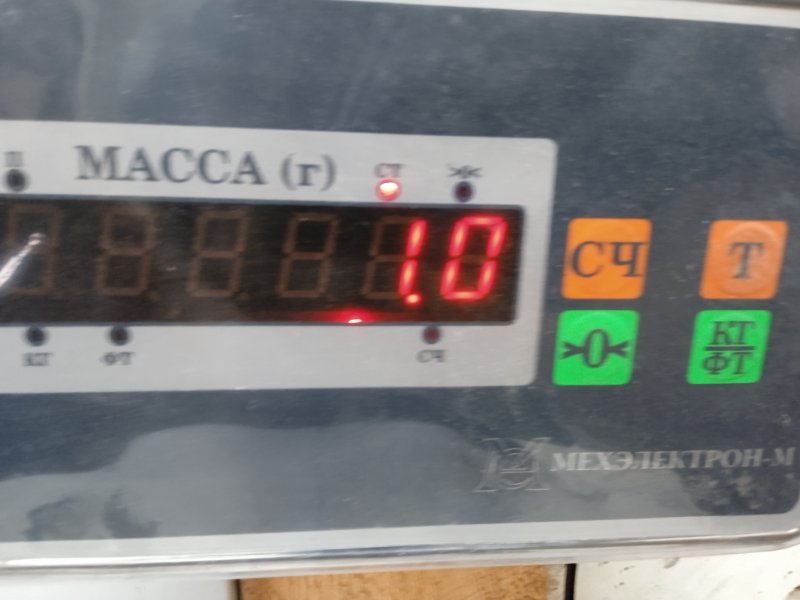 П
МАССА (г)
СТ
>|<
1.0
КТ
ФТ
СЧ
СЧ
Т
>0<
КТ
ФТ
МЕХЭЛЕКТРОН-М